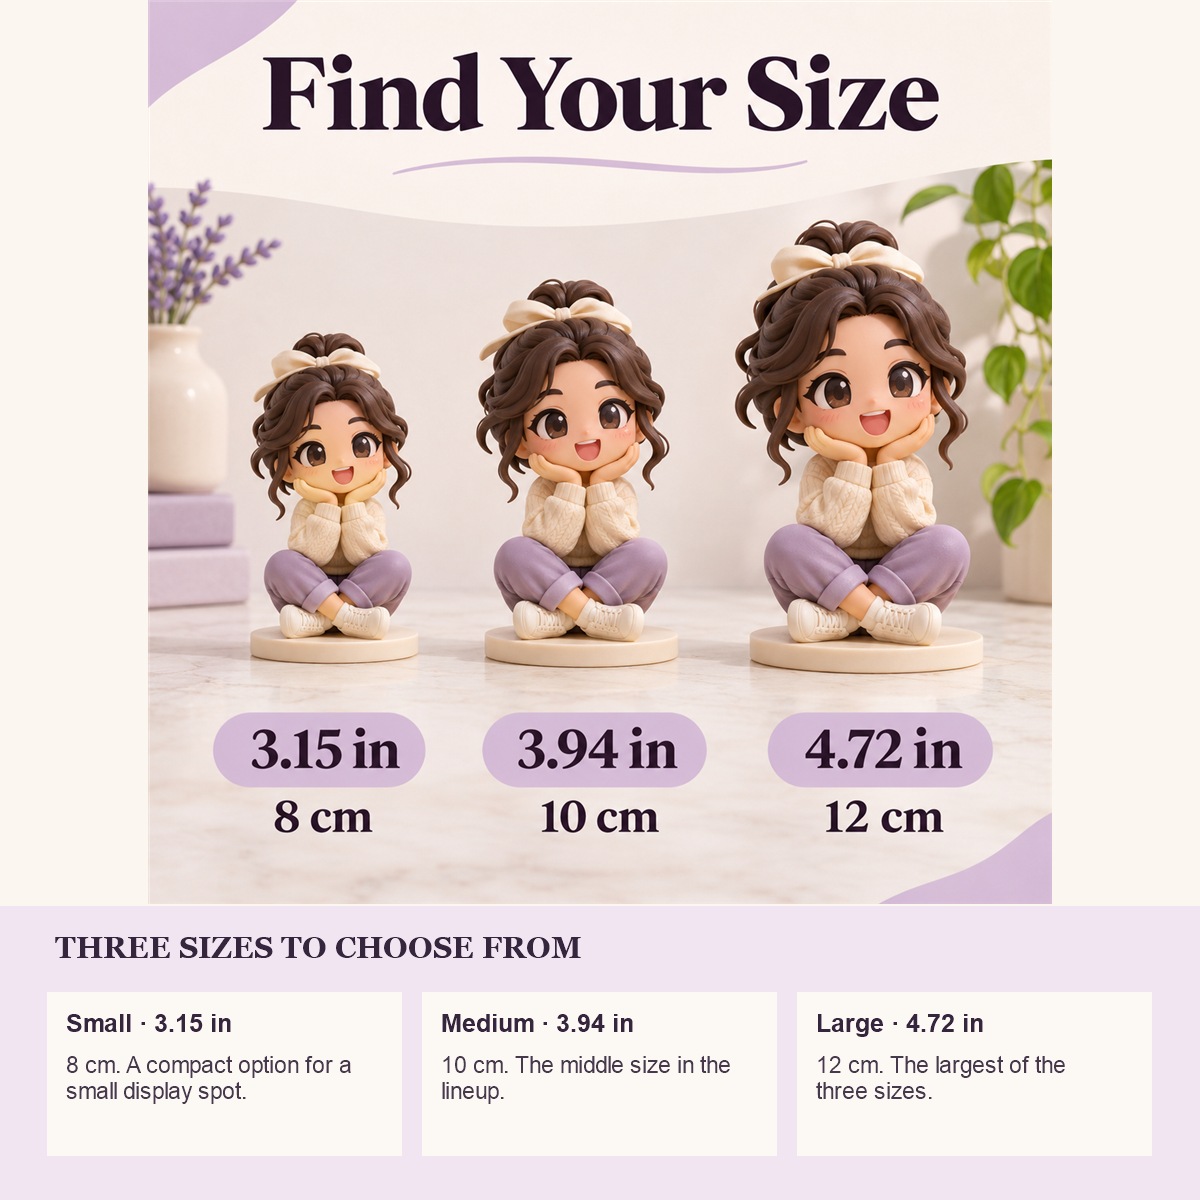 Find Your Size
3.15 in
3.94 in
4.72 in
8 cm
10 cm
12 cm
THREE SIZES TO CHOOSE FROM
Small · 3.15 in
8 cm. A compact option for a
small display spot.
Medium · 3.94 in
10 cm. The middle size in the
lineup.
Large · 4.72 in
12 cm. The largest of the
three sizes.